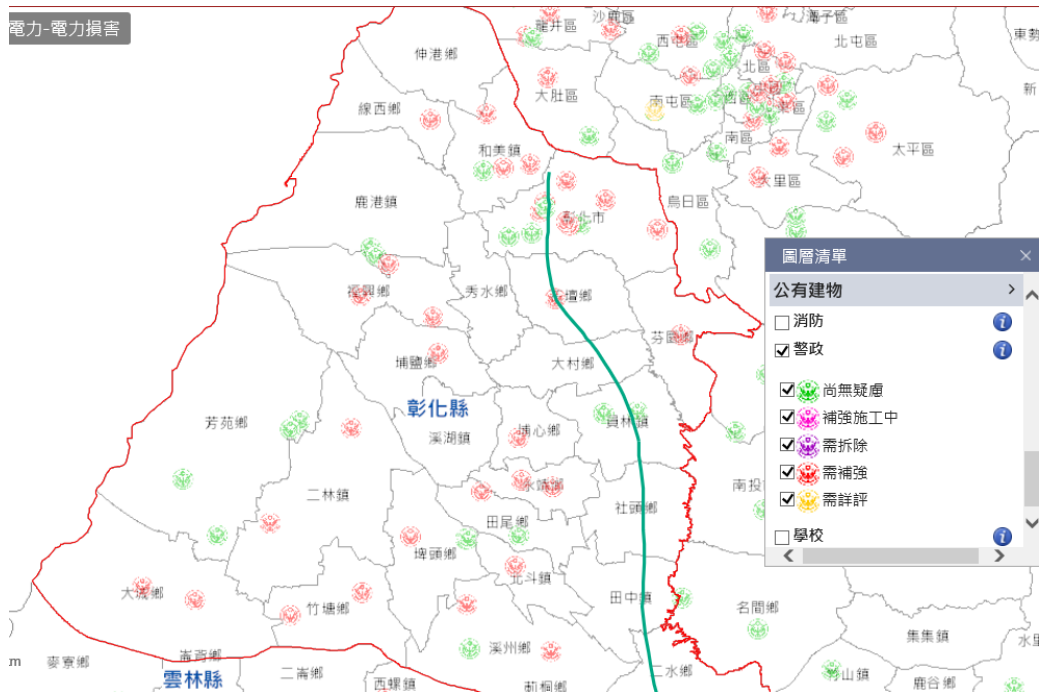 電力-電力損害
龍井區
沙鹿區
潭子區
伸港鄉
西屯區
北屯區
東勢
北區
線西鄉
大肚區
南屯區
西區
東區
新
南區
和美鎮
太平區
大里區
鹿港鎮
彰化市
烏日區
圖層清單
公有建物
消防
警政
尚無疑慮
補強施工中
需拆除
需補強
需詳評
學校
福興鄉
秀水鄉
花壇鄉
芬園鄉
埔鹽鄉
大村鄉
彰化縣
芳苑鄉
溪湖鎮
埔心鄉
員林鎮
二林鎮
永靖鄉
社頭鄉
南投
田尾鄉
埤頭鄉
北斗鎮
大城鄉
竹塘鄉
田中鎮
名間鄉
集集鎮
水里
溪州鄉
m
麥寮鄉
崙背鄉
二崙鄉
西螺鎮
莿桐鄉
二水鄉
竹山鎮
鹿谷鄉
雲林縣